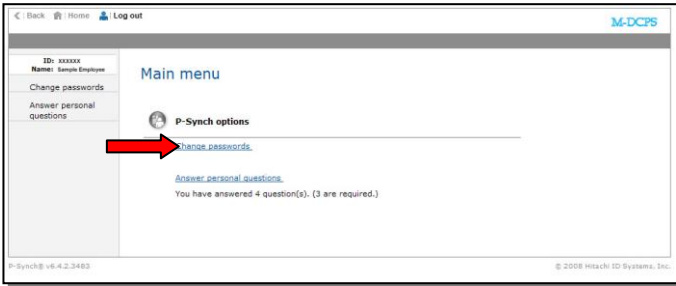 Back Home Log out
M-DCPS
ID: xxxxxx
Name: Sample Employee
Change passwords
Answer personal
questions
Main menu
P-Synch options
Change passwords.
Answer personal questions.
You have answered 4 question(s). (3 are required.)
P-Synch® v6.4.2.3483
© 2008 Hitachi ID Systems, Inc.